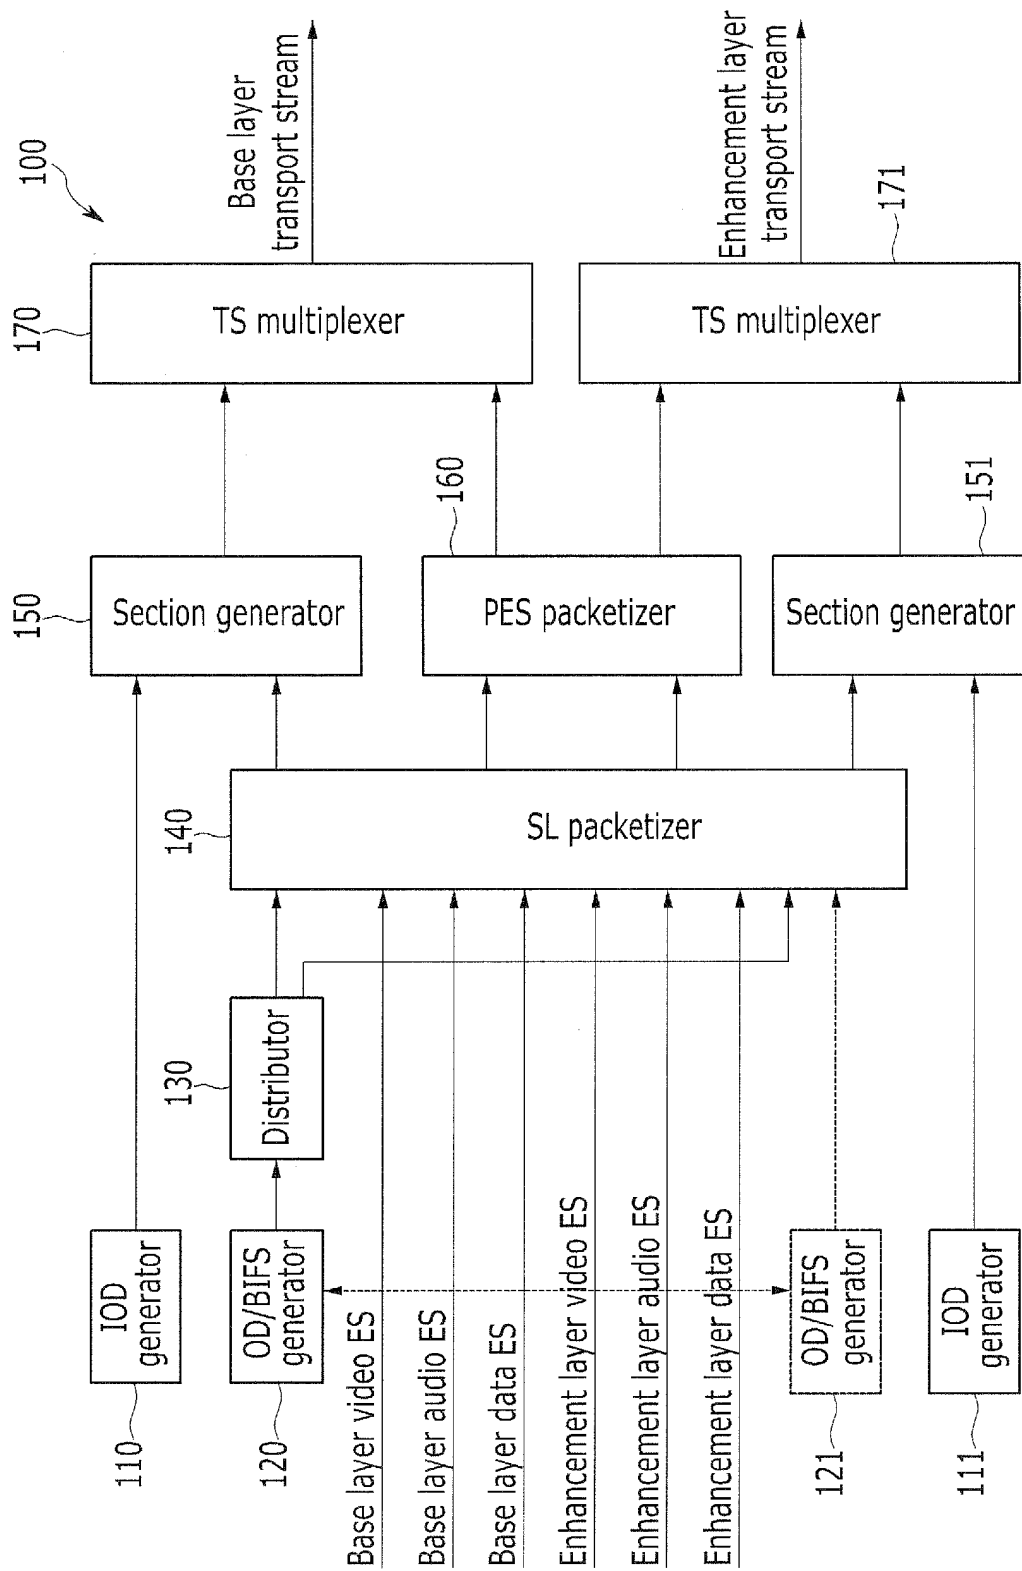 100
110
IOD
generator
150
Section generator
170
TS multiplexer
Base layer
transport stream
120
OD/BIFS
generator
130
Distributor
140
SL packetizer
160
PES packetizer
Base layer video ES
Base layer audio ES
Base layer data ES
Enhancement layer video ES
Enhancement layer audio ES
Enhancement layer data ES
TS multiplexer
171
Enhancement layer
transport stream
121
OD/BIFS
generator
151
Section generator
111
IOD
generator